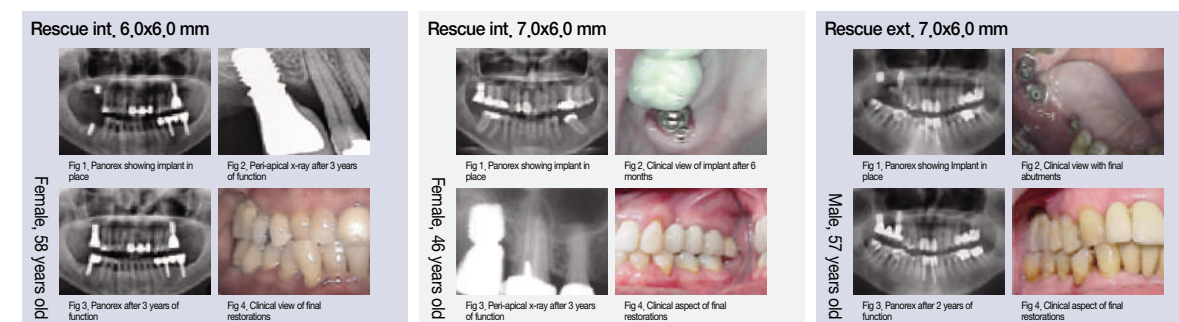 Rescue int. 6.0x6.0 mm
Fig 1. Panorex showing implant in
place
Fig 2. Peri-apical x-ray after 3 years
of function
Female, 58 years old
Fig 3. Panorex after 3 years of
function
Fig 4. Clinical view of final
restorations
Rescue int. 7.0x6.0 mm
Fig 1. Panorex showing implant in
place
Fig 2. Clinical view of implant after 6
months
Female, 46 years old
Fig 3. Peri-apical x-ray after 3 years
of function
Fig 4. Clinical aspect of final
restorations
Rescue ext. 7.0x6.0 mm
Fig 1. Panorex showing Implant in
place
Fig 2. Clinical view with final
abutments
Male, 57 years old
Fig 3. Panorex after 2 years of
function
Fig 4. Clinical aspect of final
restorations